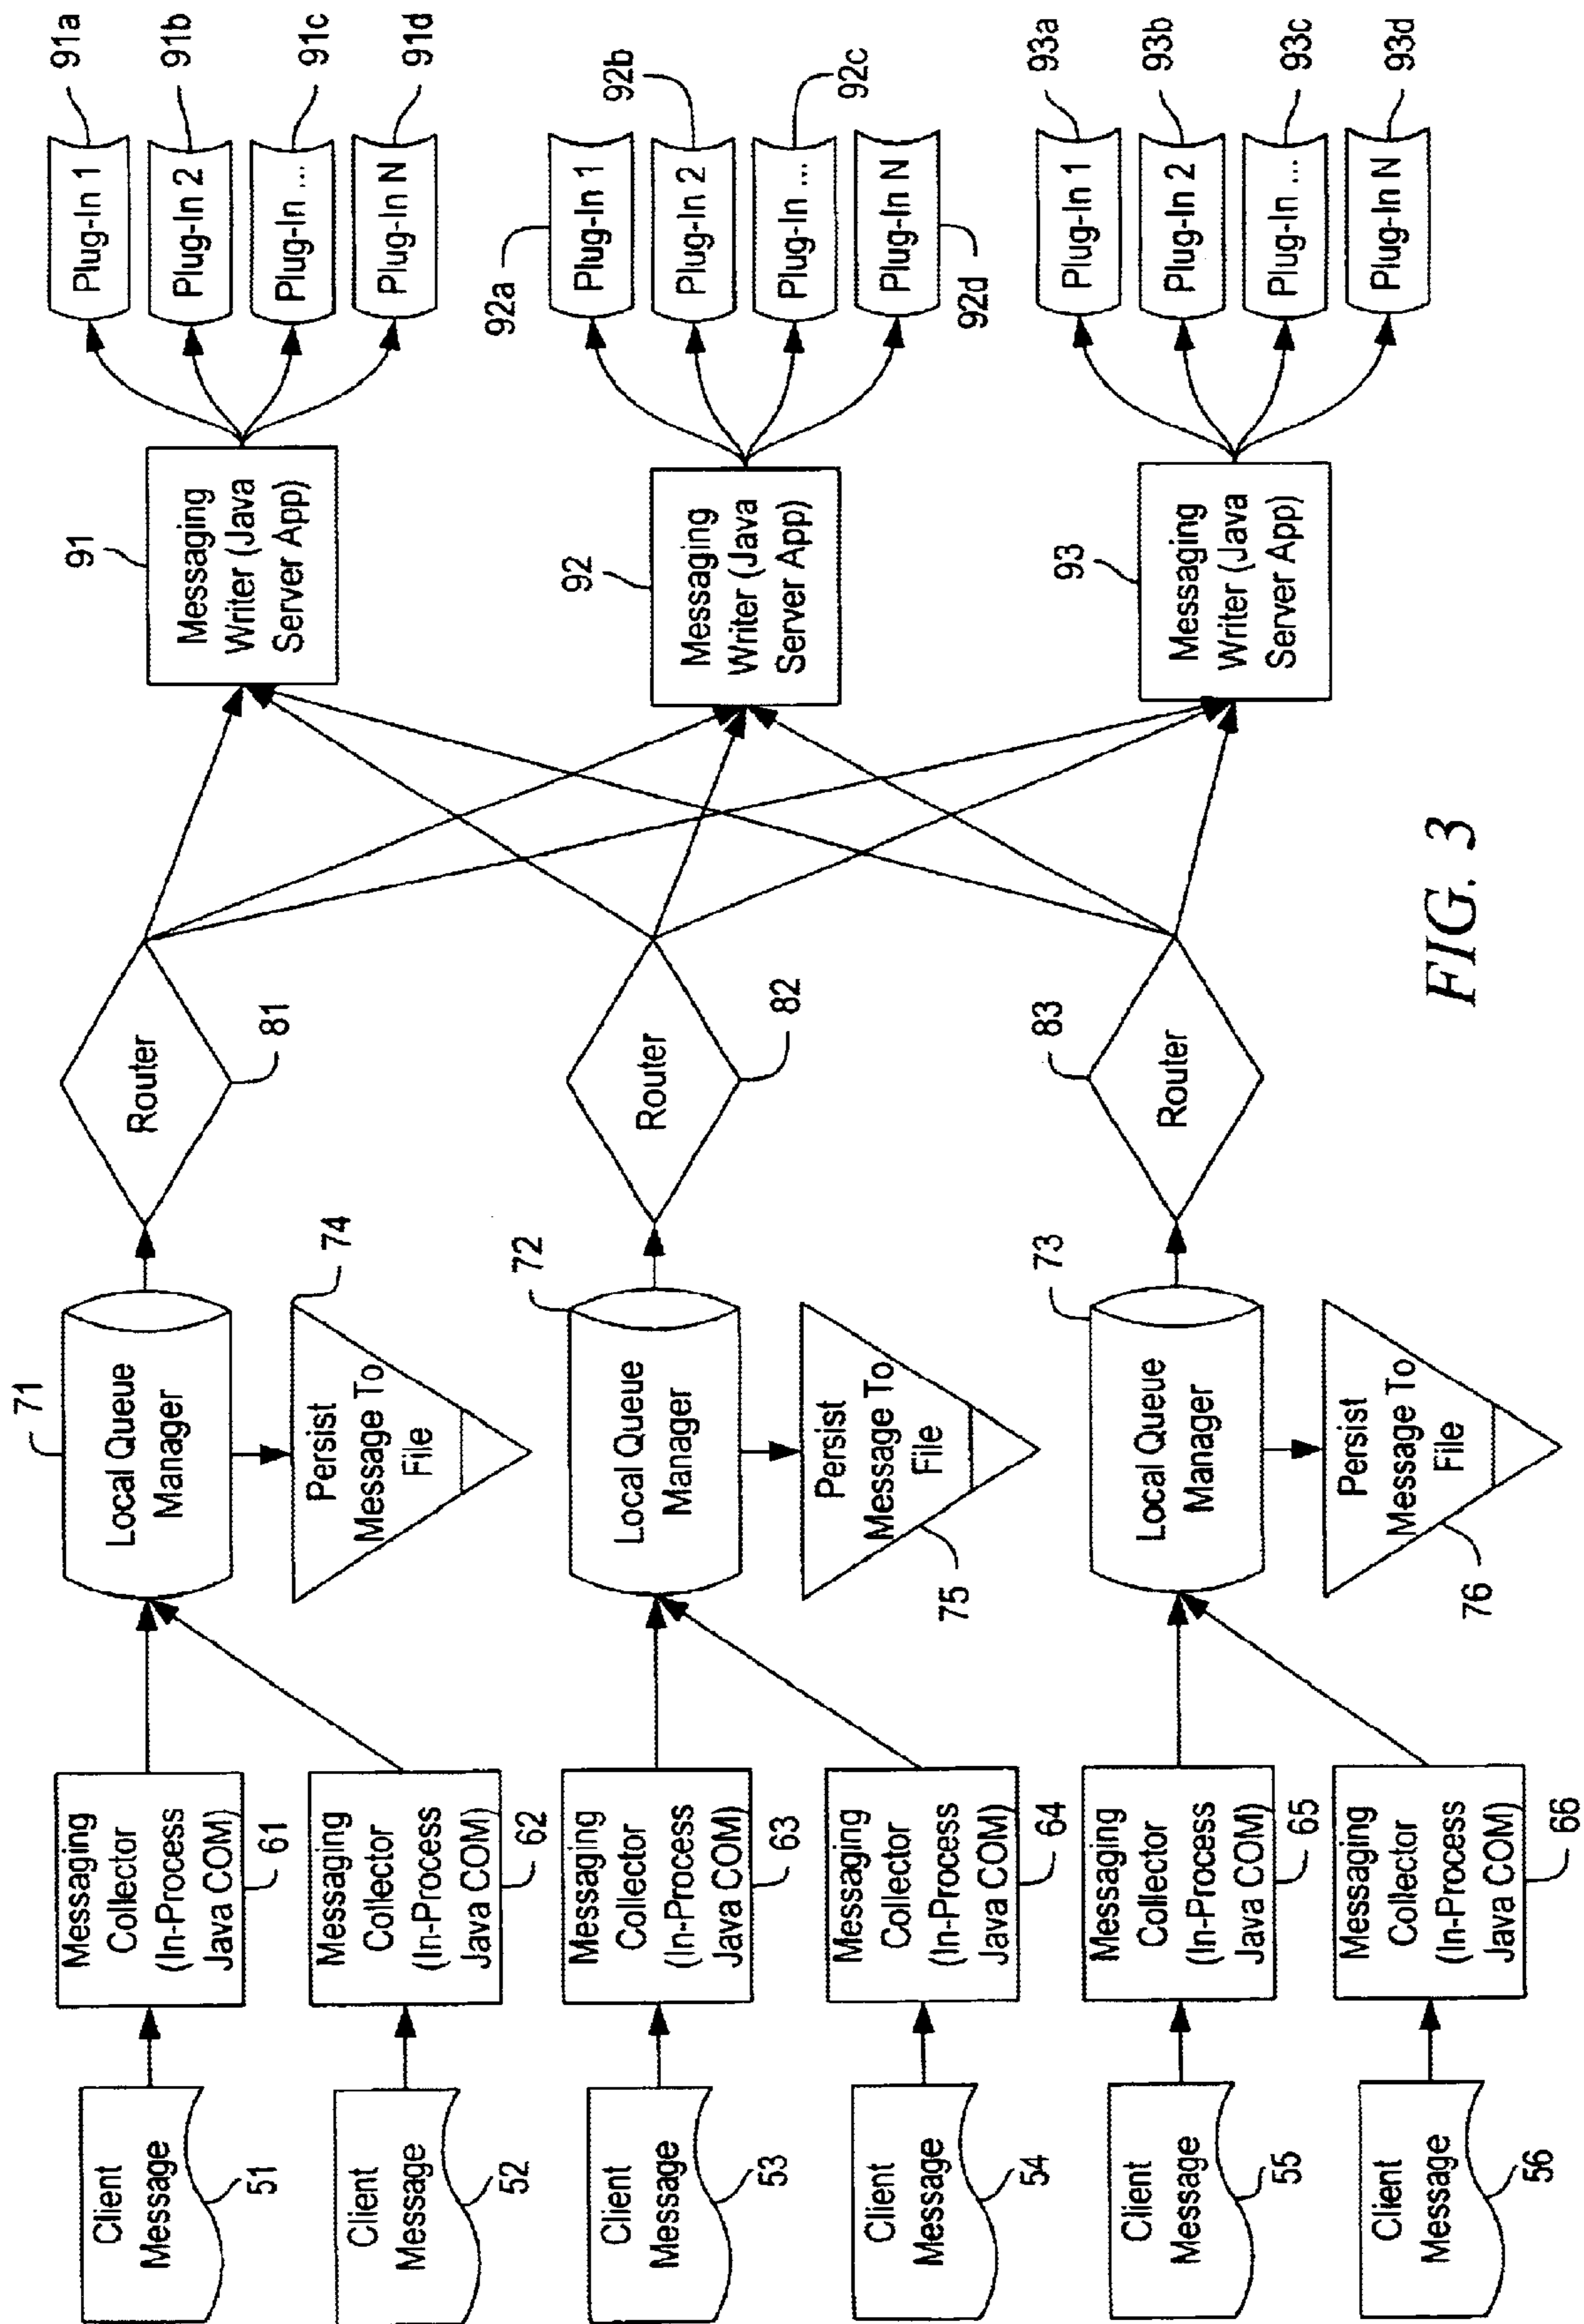 Client
Message
51
Client
Message
52
Client
Message
53
Client
Message
54
Client
Message
55
Client
Message
56
Messaging
Collector
(In-Process
Java COM)
61
Messaging
Collector
(In-Process
Java COM)
62
Messaging
Collector
(In-Process
Java COM)
63
Messaging
Collector
(In-Process
Java COM)
64
Messaging
Collector
(In-Process
Java COM)
65
Messaging
Collector
(In-Process
Java COM)
66
71
Local Queue
Manager
74
Persist
Message To
File
72
Local Queue
Manager
75
Persist
Message To
File
73
Local Queue
Manager
76
Persist
Message To
File
Router
81
Router
82
83
Router
91
Messaging
Writer (Java
Server App)
92
Messaging
Writer (Java
Server App)
93
Messaging
Writer (Java
Server App)
Plug-In 1
91a
Plug-In 2
91b
Plug-In ...
91c
Plug-In N
91d
92a
Plug-In 1
Plug-In 2
92b
Plug-In ...
92c
Plug-In N
92d
Plug-In 1
93a
Plug-In 2
93b
Plug-In ...
93c
Plug-In N
93d
FIG. 3